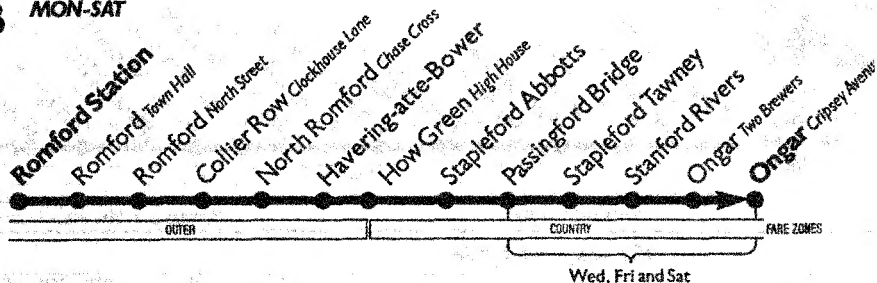 MON-SAT
Romford Station
Romford Town Hall
Romford North Street
Collier Row Clockhouse Lane
North Romford Chase Cross
Havering-atte-Bower
How Green High House
Stapleford Abbotts
Passingford Bridge
Stapleford Tawney
Stanford Rivers
Ongar Two Brewers
Ongar Cripsey Avenue
OUTER
COUNTRY
FARE ZONES
Wed, Fri and Sat